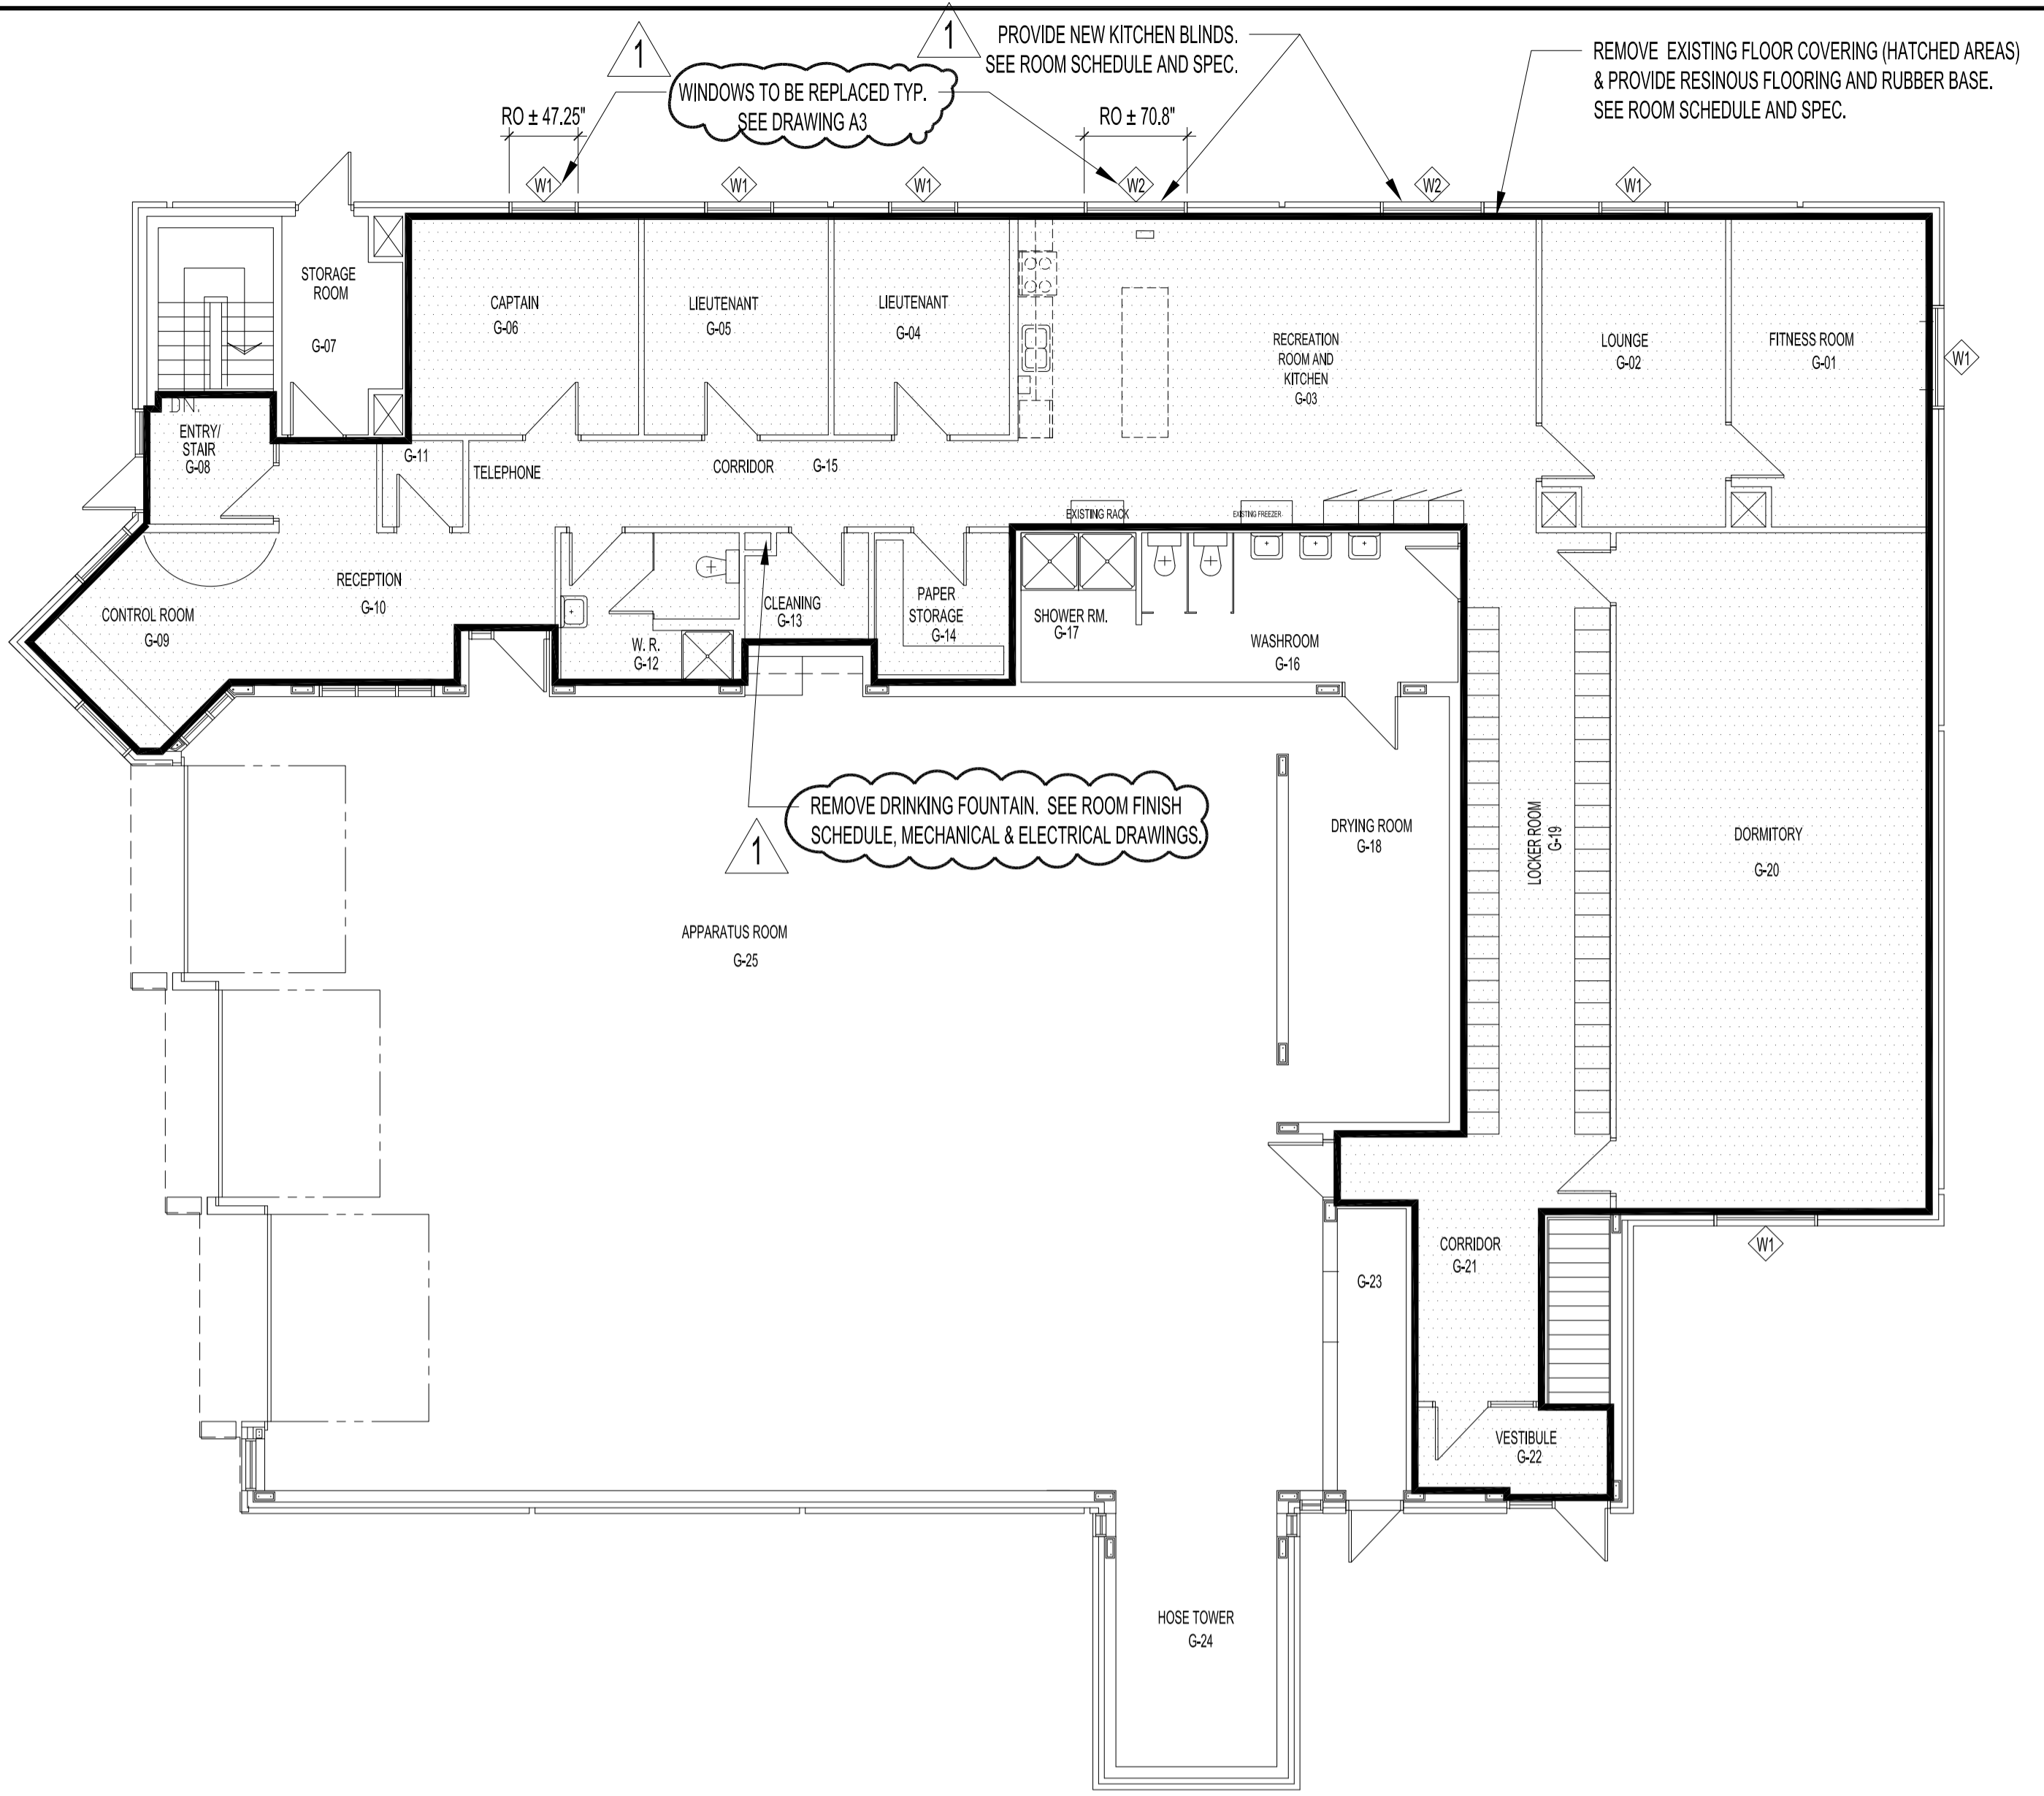 1
PROVIDE NEW KITCHEN BLINDS.
SEE ROOM SCHEDULE AND SPEC.
1
WINDOWS TO BE REPLACED TYP.
SEE DRAWING A3
REMOVE EXISTING FLOOR COVERING (HATCHED AREAS)
& PROVIDE RESINOUS FLOORING AND RUBBER BASE.
SEE ROOM SCHEDULE AND SPEC.
RO ± 47.25"
RO ± 70.8"
W1
W1
W1
W2
W2
W1
STORAGE
ROOM
G-07
CAPTAIN
G-06
LIEUTENANT
G-05
LIEUTENANT
G-04
RECREATION
ROOM AND
KITCHEN
G-03
LOUNGE
G-02
FITNESS ROOM
G-01
W1
DN.
ENTRY/
STAIR
G-08
G-11
TELEPHONE
CORRIDOR G-15
EXISTING RACK
EXISTING FREEZER
RECEPTION
G-10
CONTROL ROOM
G-09
W. R.
G-12
CLEANING
G-13
PAPER
STORAGE
G-14
SHOWER RM.
G-17
WASHROOM
G-16
REMOVE DRINKING FOUNTAIN. SEE ROOM FINISH
SCHEDULE, MECHANICAL & ELECTRICAL DRAWINGS.
1
DRYING ROOM
G-18
LOCKER ROOM
G-19
DORMITORY
G-20
APPARATUS ROOM
G-25
CORRIDOR
G-21
W1
G-23
VESTIBULE
G-22
HOSE TOWER
G-24